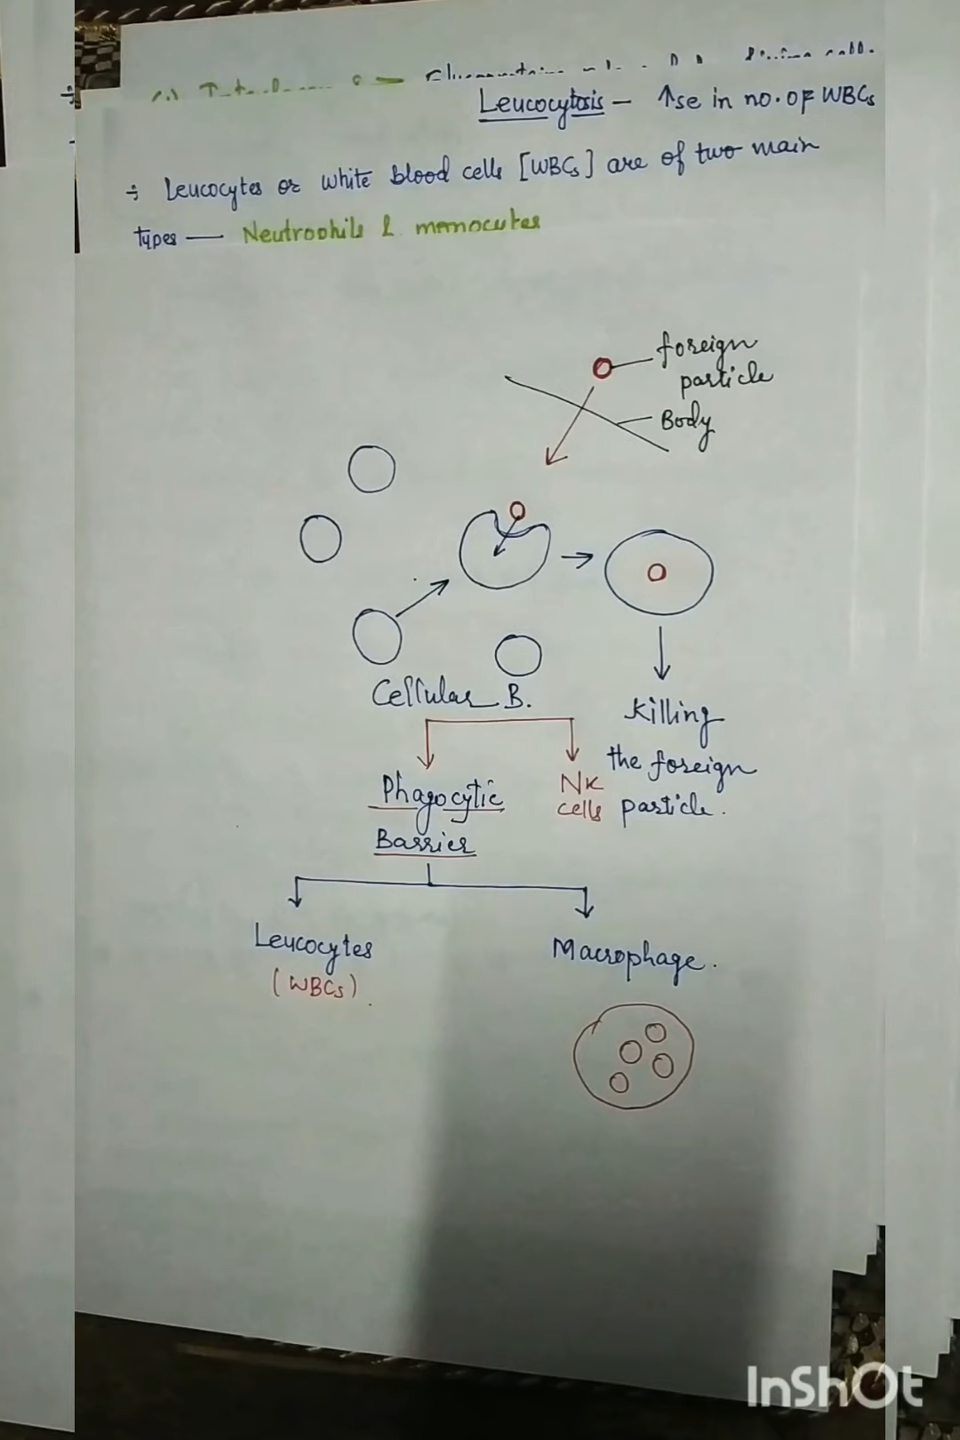 Leucocytosis — ↑se in no. of WBCs
÷ Leucocytes or white blood cells [WBCs] are of two main
types — Neutrophils & monocytes
foreign
particle
Body
Cellular B.
Killing
the foreign
particle.
Phagocytic
Barrier
NK
cells
Leucocytes
(WBCs).
Macrophage.
InShOt